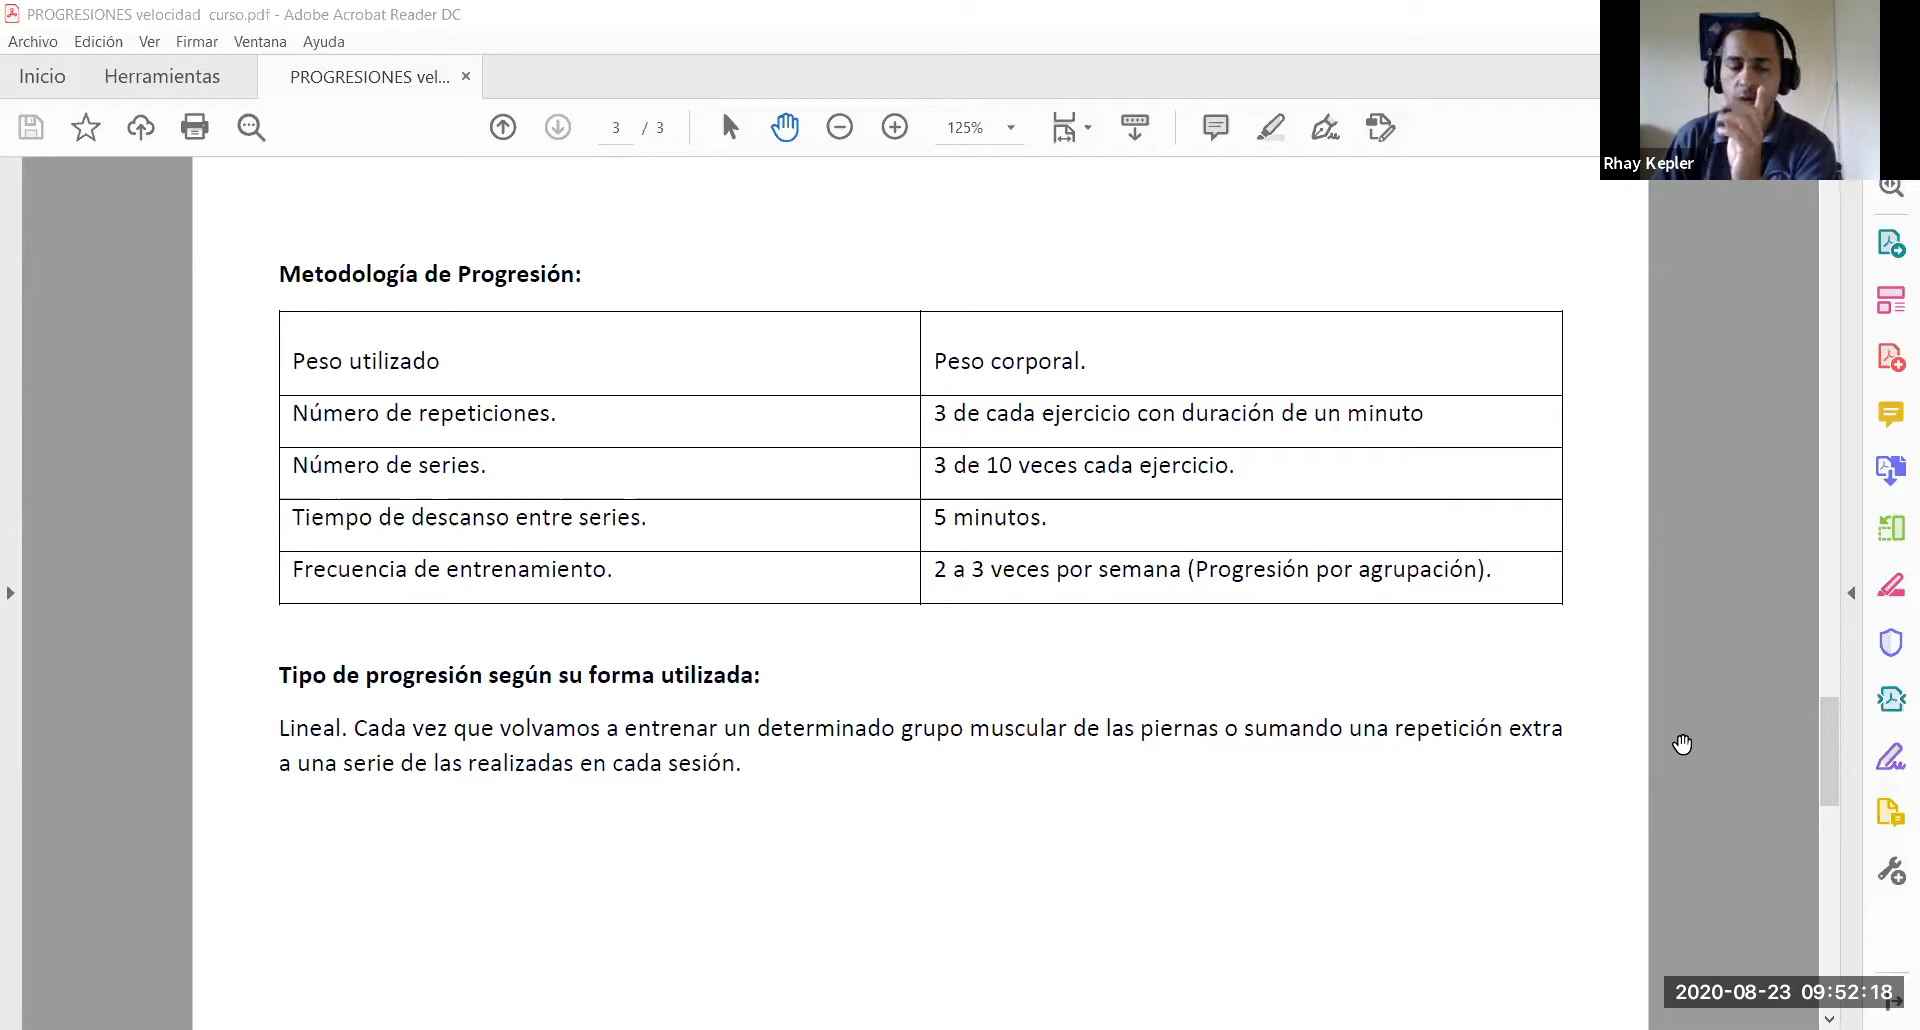 PROGRESIONES velocidad  curso.pdf - Adobe Acrobat Reader DC
Archivo Edición Ver Firmar Ventana Ayuda
Inicio Herramientas PROGRESIONES vel... ×
3 / 3 125%
Rhay Kepler
Metodología de Progresión:
Peso utilizado Peso corporal.
Número de repeticiones. 3 de cada ejercicio con duración de un minuto
Número de series. 3 de 10 veces cada ejercicio.
Tiempo de descanso entre series. 5 minutos.
Frecuencia de entrenamiento. 2 a 3 veces por semana (Progresión por agrupación).
Tipo de progresión según su forma utilizada:
Lineal. Cada vez que volvamos a entrenar un determinado grupo muscular de las piernas o sumando una repetición extra
a una serie de las realizadas en cada sesión.
2020-08-23 09:52:18